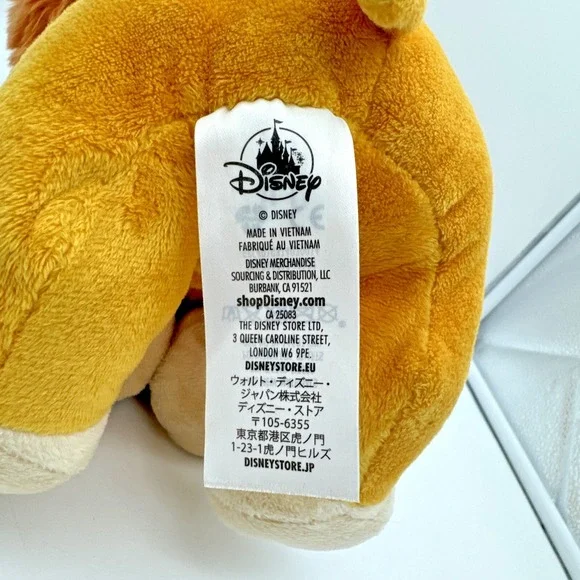 Disney
© DISNEY
MADE IN VIETNAM
FABRIQUÉ AU VIETNAM
DISNEY MERCHANDISE
SOURCING & DISTRIBUTION, LLC
BURBANK, CA 91521
shopDisney.com
CA 25083
THE DISNEY STORE LTD,
3 QUEEN CAROLINE STREET,
LONDON W6 9PE.
DISNEYSTORE.EU
ウォルト・ディズニー・
ジャパン株式会社
ディズニー・ストア
〒105-6355
東京都港区虎ノ門
1-23-1虎ノ門ヒルズ
DISNEYSTORE.JP